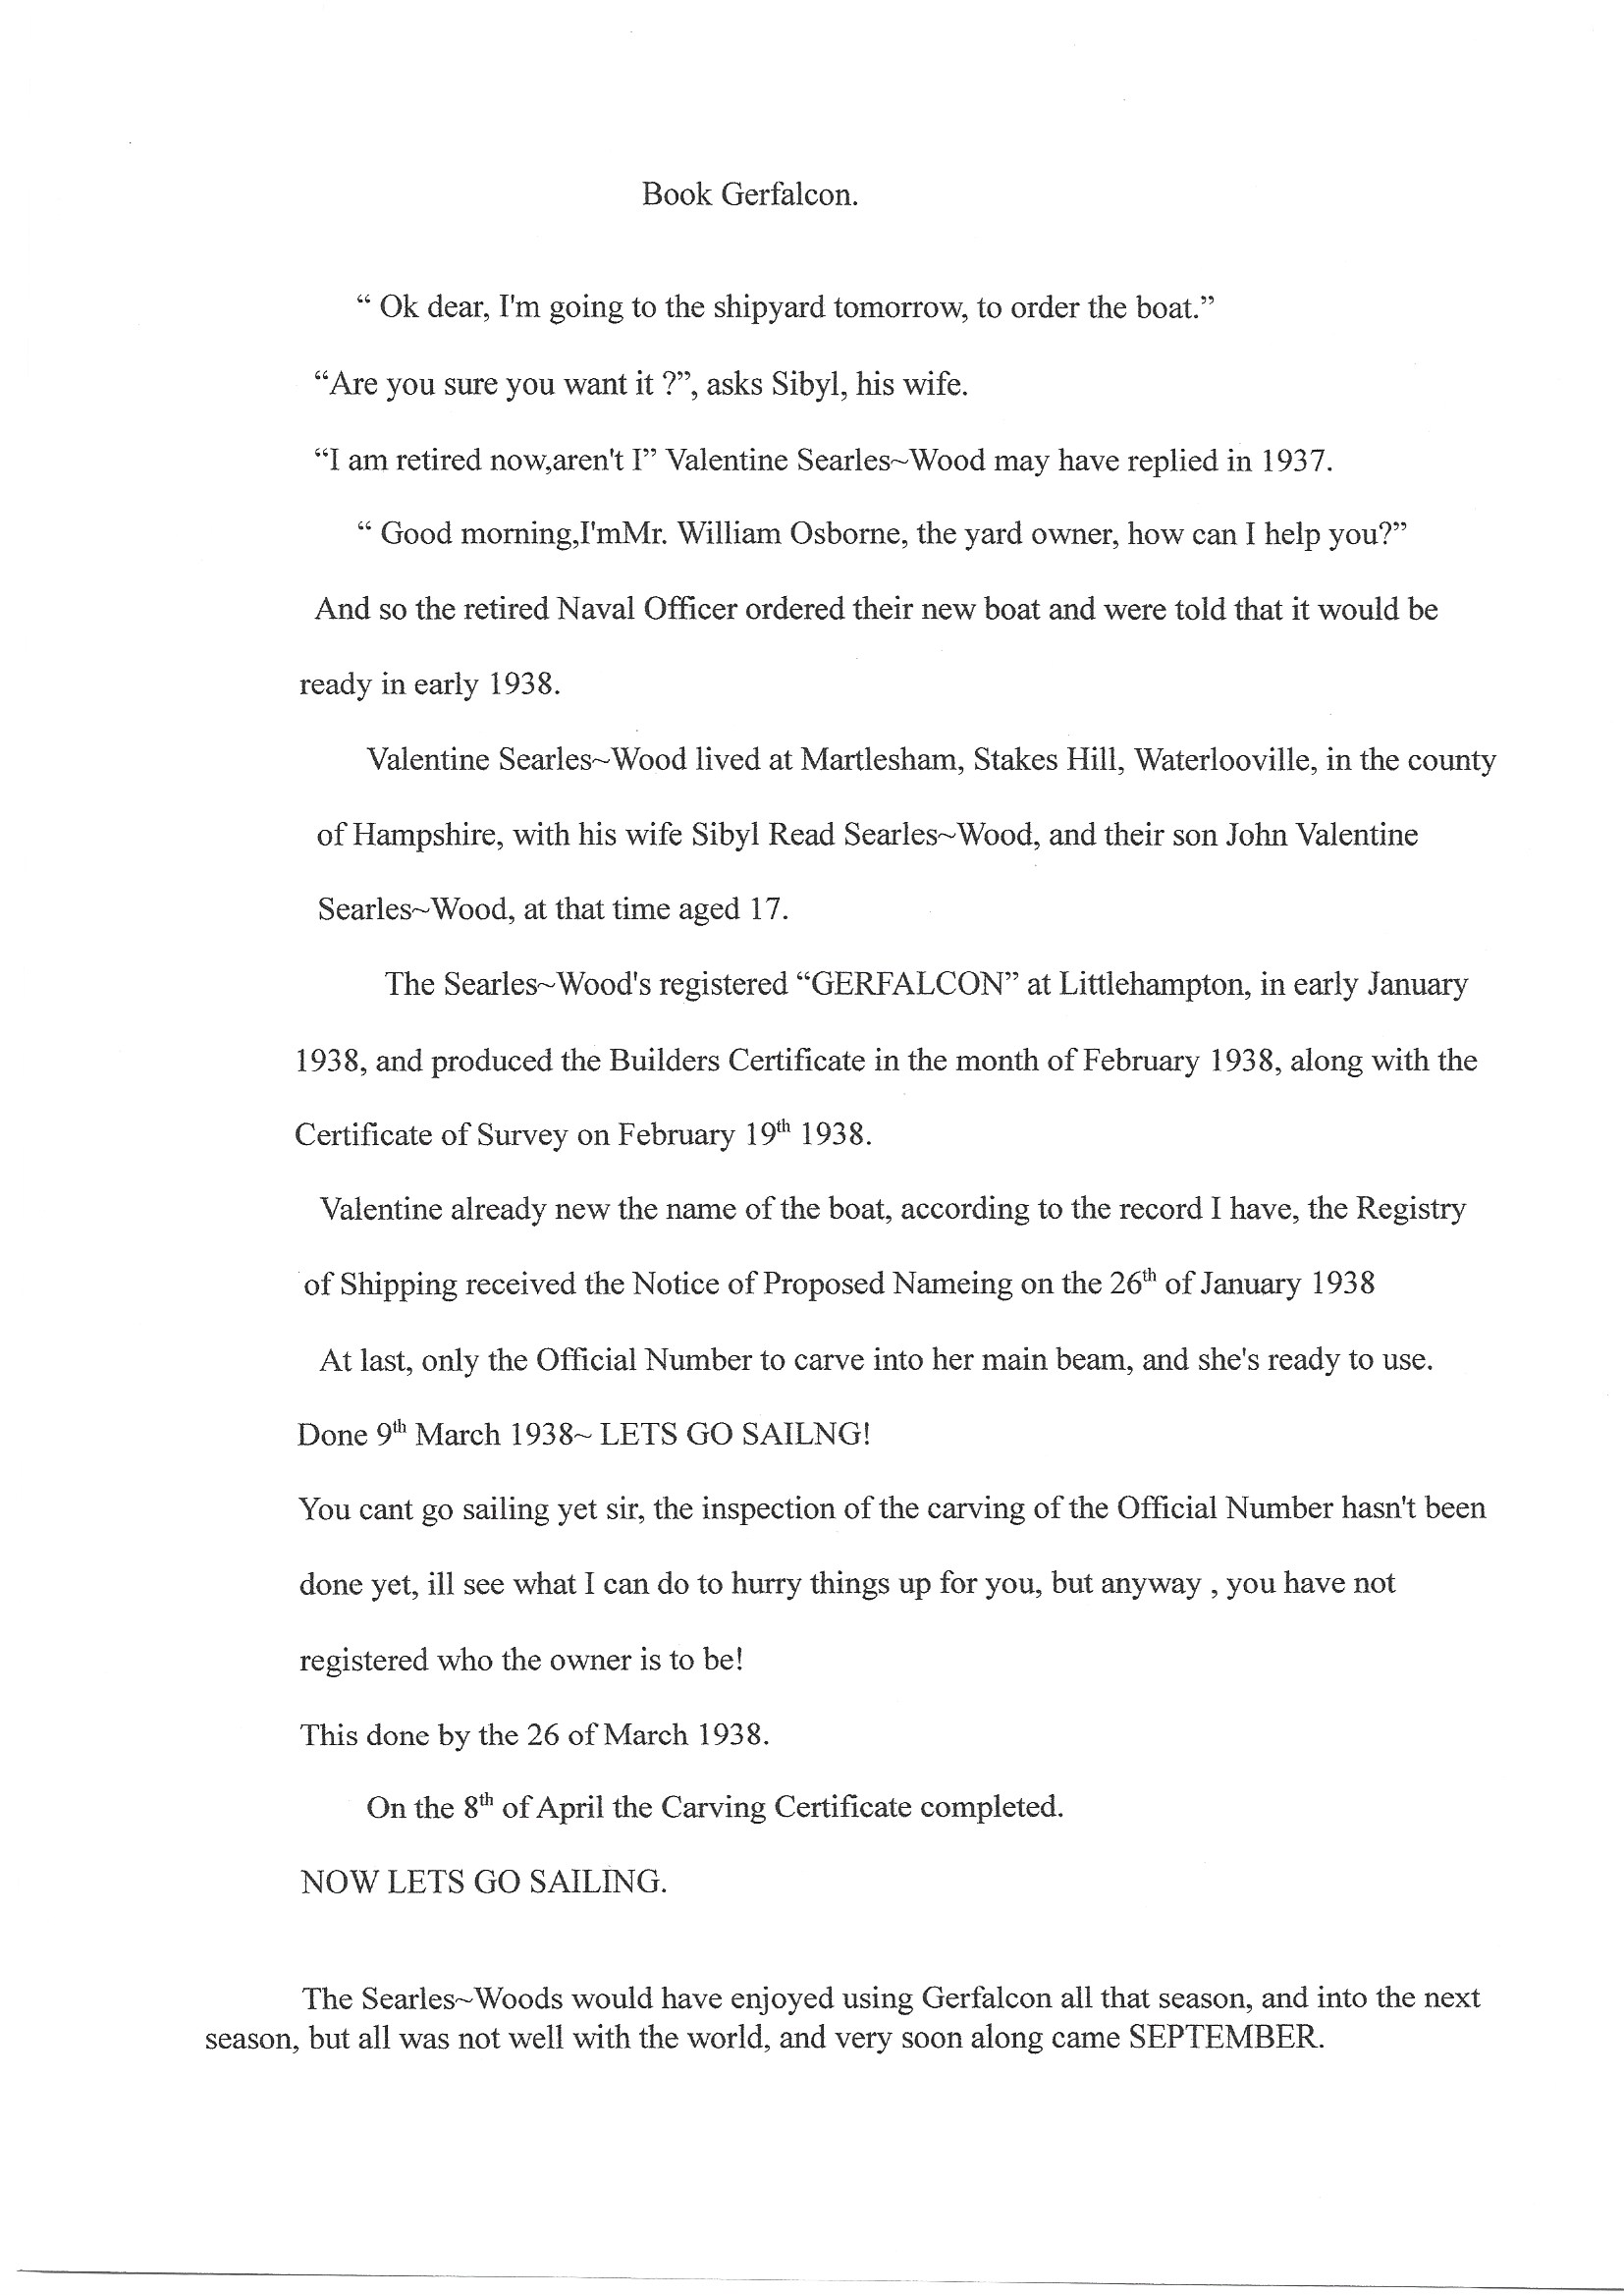 Book Gerfalcon.
“ Ok dear, I'm going to the shipyard tomorrow, to order the boat.”
“Are you sure you want it ?”, asks Sibyl, his wife.
“I am retired now,aren't I” Valentine Searles~Wood may have replied in 1937.
“ Good morning,I'mMr. William Osborne, the yard owner, how can I help you?”
And so the retired Naval Officer ordered their new boat and were told that it would be
ready in early 1938.
Valentine Searles~Wood lived at Martlesham, Stakes Hill, Waterlooville, in the county
of Hampshire, with his wife Sibyl Read Searles~Wood, and their son John Valentine
Searles~Wood, at that time aged 17.
The Searles~Wood's registered “GERFALCON” at Littlehampton, in early January
1938, and produced the Builders Certificate in the month of February 1938, along with the
Certificate of Survey on February 19th 1938.
Valentine already new the name of the boat, according to the record I have, the Registry
of Shipping received the Notice of Proposed Nameing on the 26th of January 1938
At last, only the Official Number to carve into her main beam, and she's ready to use.
Done 9th March 1938~ LETS GO SAILNG!
You cant go sailing yet sir, the inspection of the carving of the Official Number hasn't been
done yet, ill see what I can do to hurry things up for you, but anyway , you have not
registered who the owner is to be!
This done by the 26 of March 1938.
On the 8th of April the Carving Certificate completed.
NOW LETS GO SAILING.
The Searles~Woods would have enjoyed using Gerfalcon all that season, and into the next
season, but all was not well with the world, and very soon along came SEPTEMBER.